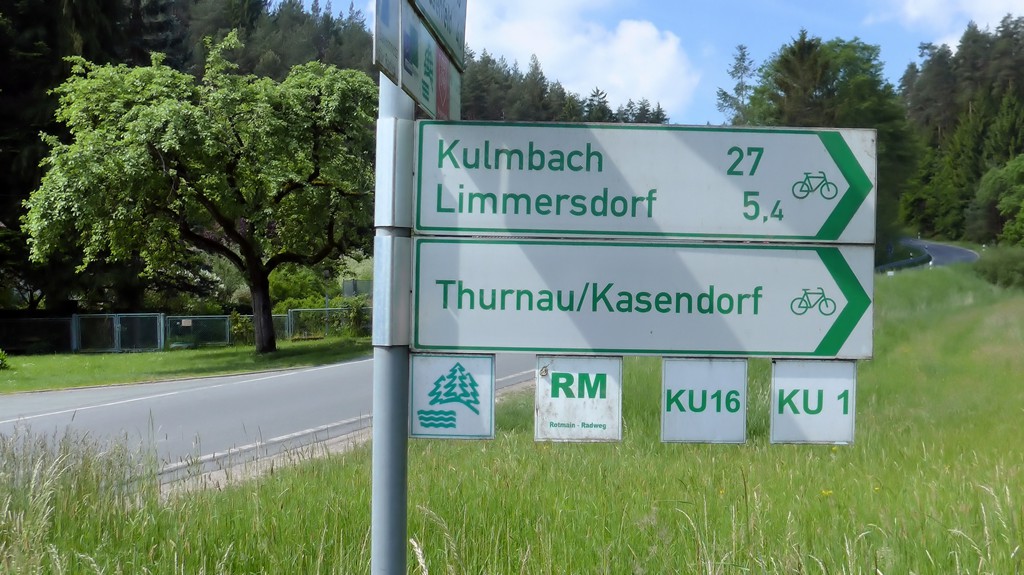 Kulmbach 27
Limmersdorf 5,4
Thurnau/Kasendorf
RM
Rotmain - Radweg
KU16
KU 1